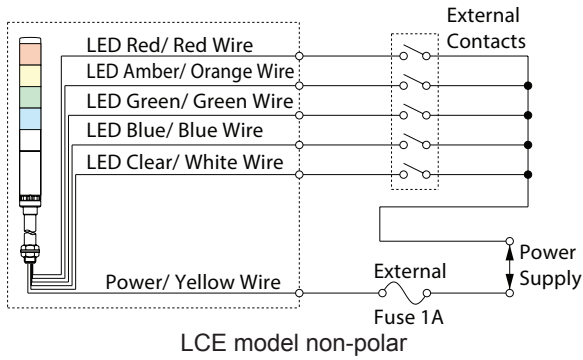 External
Contacts
LED Red/ Red Wire
LED Amber/ Orange Wire
LED Green/ Green Wire
LED Blue/ Blue Wire
LED Clear/ White Wire
Power/ Yellow Wire
External
Fuse 1A
Power
Supply
LCE model non-polar